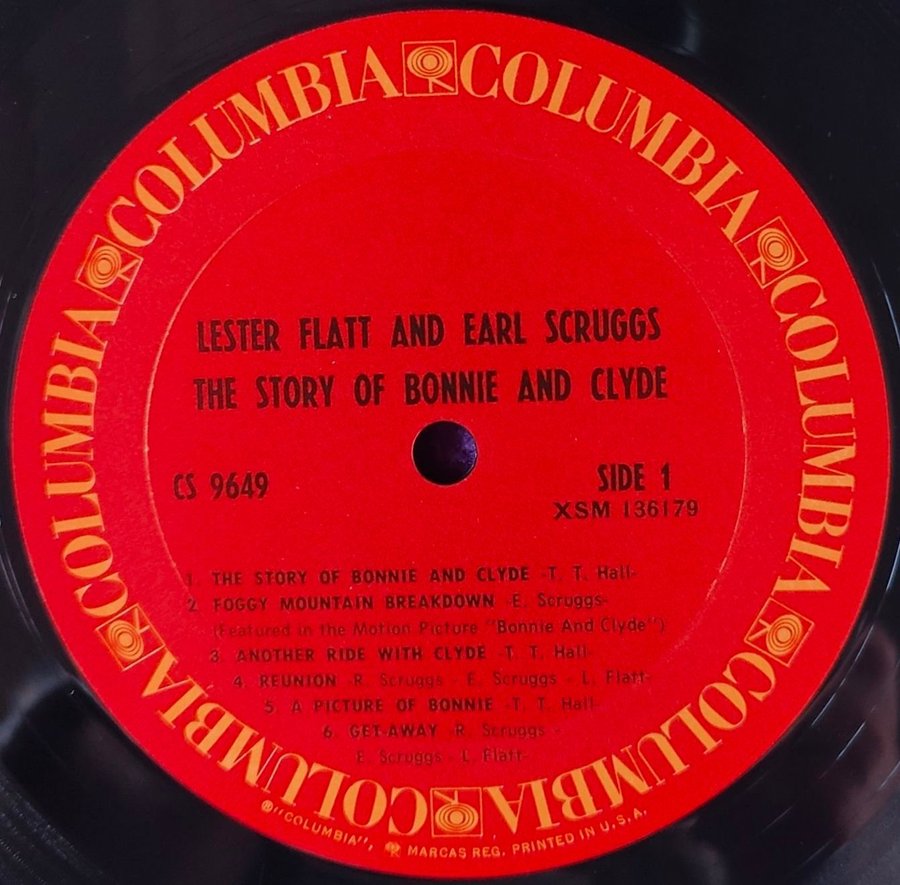 COLUMBIA COLUMBIA COLUMBIA COLUMBIA COLUMBIA COLUMBIA COLUMBIA
LESTER FLATT AND EARL SCRUGGS
THE STORY OF BONNIE AND CLYDE
CS 9649
SIDE 1
XSM 136179
1. THE STORY OF BONNIE AND CLYDE -T. T. Hall-
2. FOGGY MOUNTAIN BREAKDOWN -E. Scruggs-
(Featured in the Motion Picture "Bonnie And Clyde")
3. ANOTHER RIDE WITH CLYDE -T. T. Hall-
4. REUNION -R. Scruggs - E. Scruggs - L. Flatt-
5. A PICTURE OF BONNIE -T. T. Hall-
6. GET-AWAY -R. Scruggs -
E. Scruggs - L. Flatt-
®"COLUMBIA", MARCAS REG. PRINTED IN U.S.A.